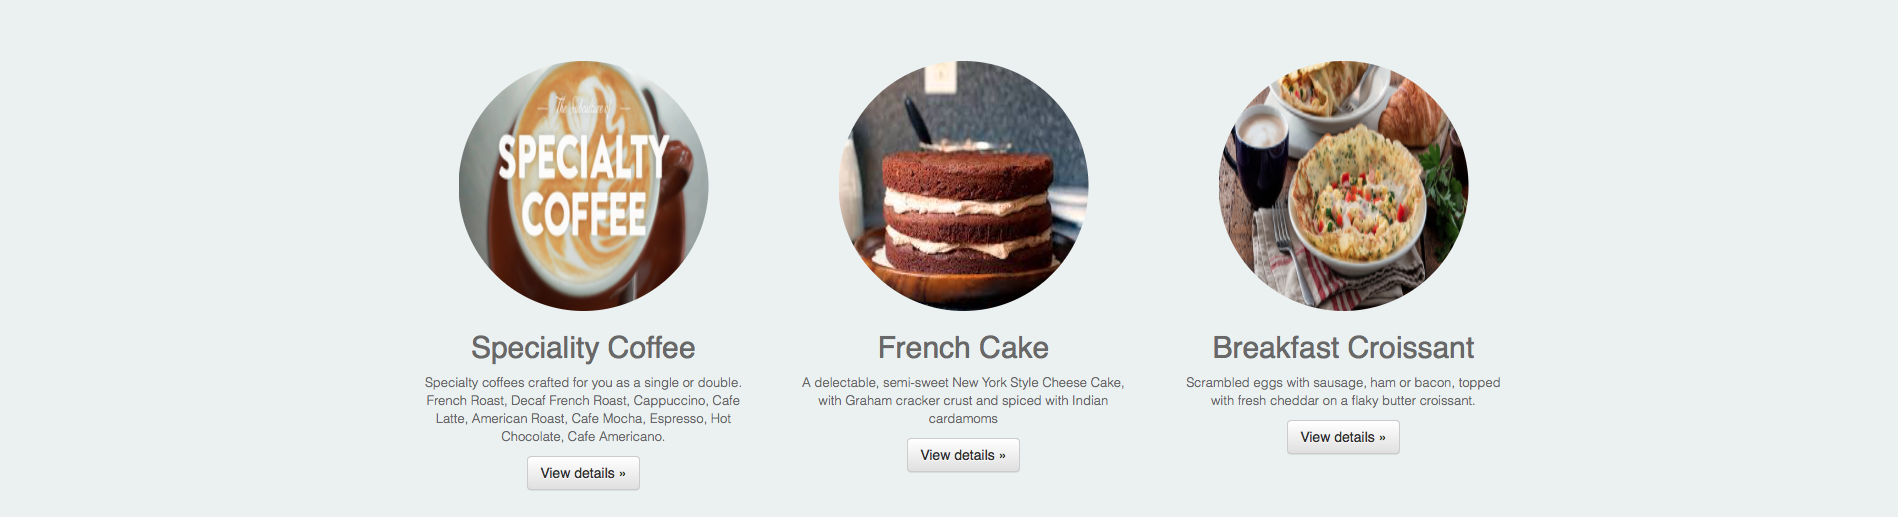 The Subculture of
SPECIALTY
COFFEE
Speciality Coffee
Specialty coffees crafted for you as a single or double.
French Roast, Decaf French Roast, Cappuccino, Cafe
Latte, American Roast, Cafe Mocha, Espresso, Hot
Chocolate, Cafe Americano.
View details »
French Cake
A delectable, semi-sweet New York Style Cheese Cake,
with Graham cracker crust and spiced with Indian
cardamoms
View details »
Breakfast Croissant
Scrambled eggs with sausage, ham or bacon, topped
with fresh cheddar on a flaky butter croissant.
View details »